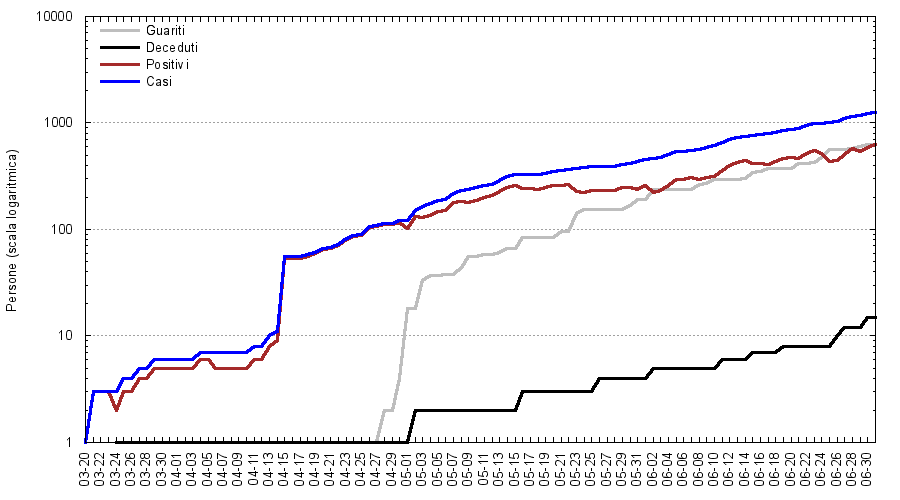 10000
1000
100
10
1
Persone (scala logaritmica)
Guariti
Deceduti
Positivi
Casi
03-20 03-22 03-24 03-26 03-28 03-30 04-01 04-03 04-05 04-07 04-09 04-11 04-13 04-15 04-17 04-19 04-21 04-23 04-25 04-27 04-29 05-01 05-03 05-05 05-07 05-09 05-11 05-13 05-15 05-17 05-19 05-21 05-23 05-25 05-27 05-29 05-31 06-02 06-04 06-06 06-08 06-10 06-12 06-14 06-16 06-18 06-20 06-22 06-24 06-26 06-28 06-30